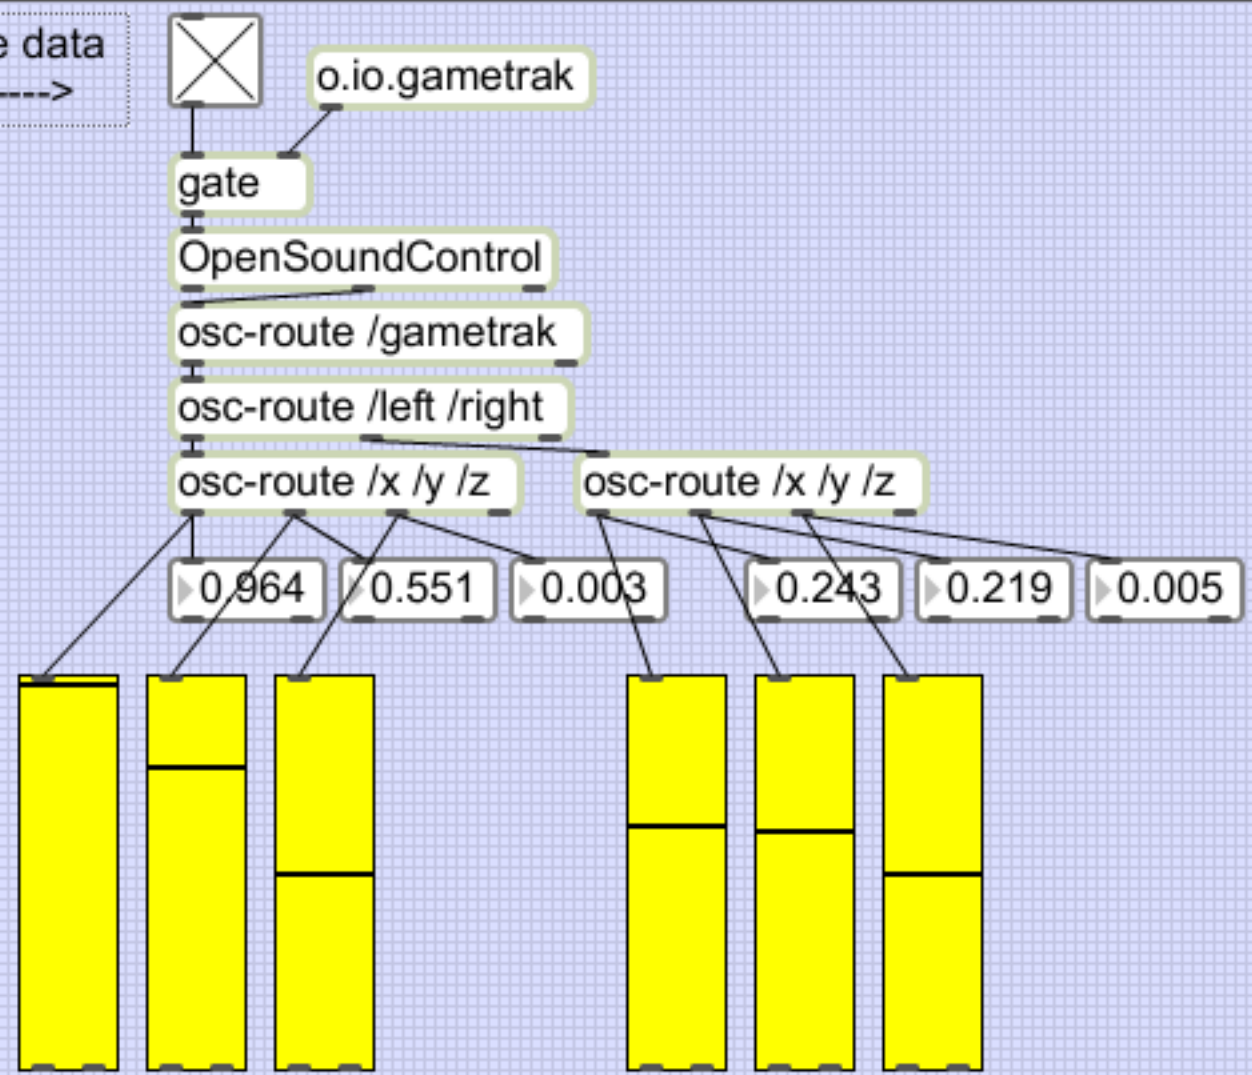 e data
---->
o.io.gametrak
gate
OpenSoundControl
osc-route /gametrak
osc-route /left /right
osc-route /x /y /z
osc-route /x /y /z
0.964
0.551
0.003
0.243
0.219
0.005